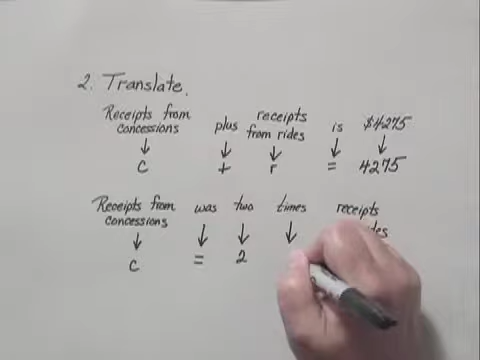 2. Translate.
Receipts from concessions plus receipts from rides is $4275
↓ ↓ ↓ ↓ ↓
C + r = 4275
Receipts from concessions was two times receipts
↓ ↓ ↓ ↓
C = 2